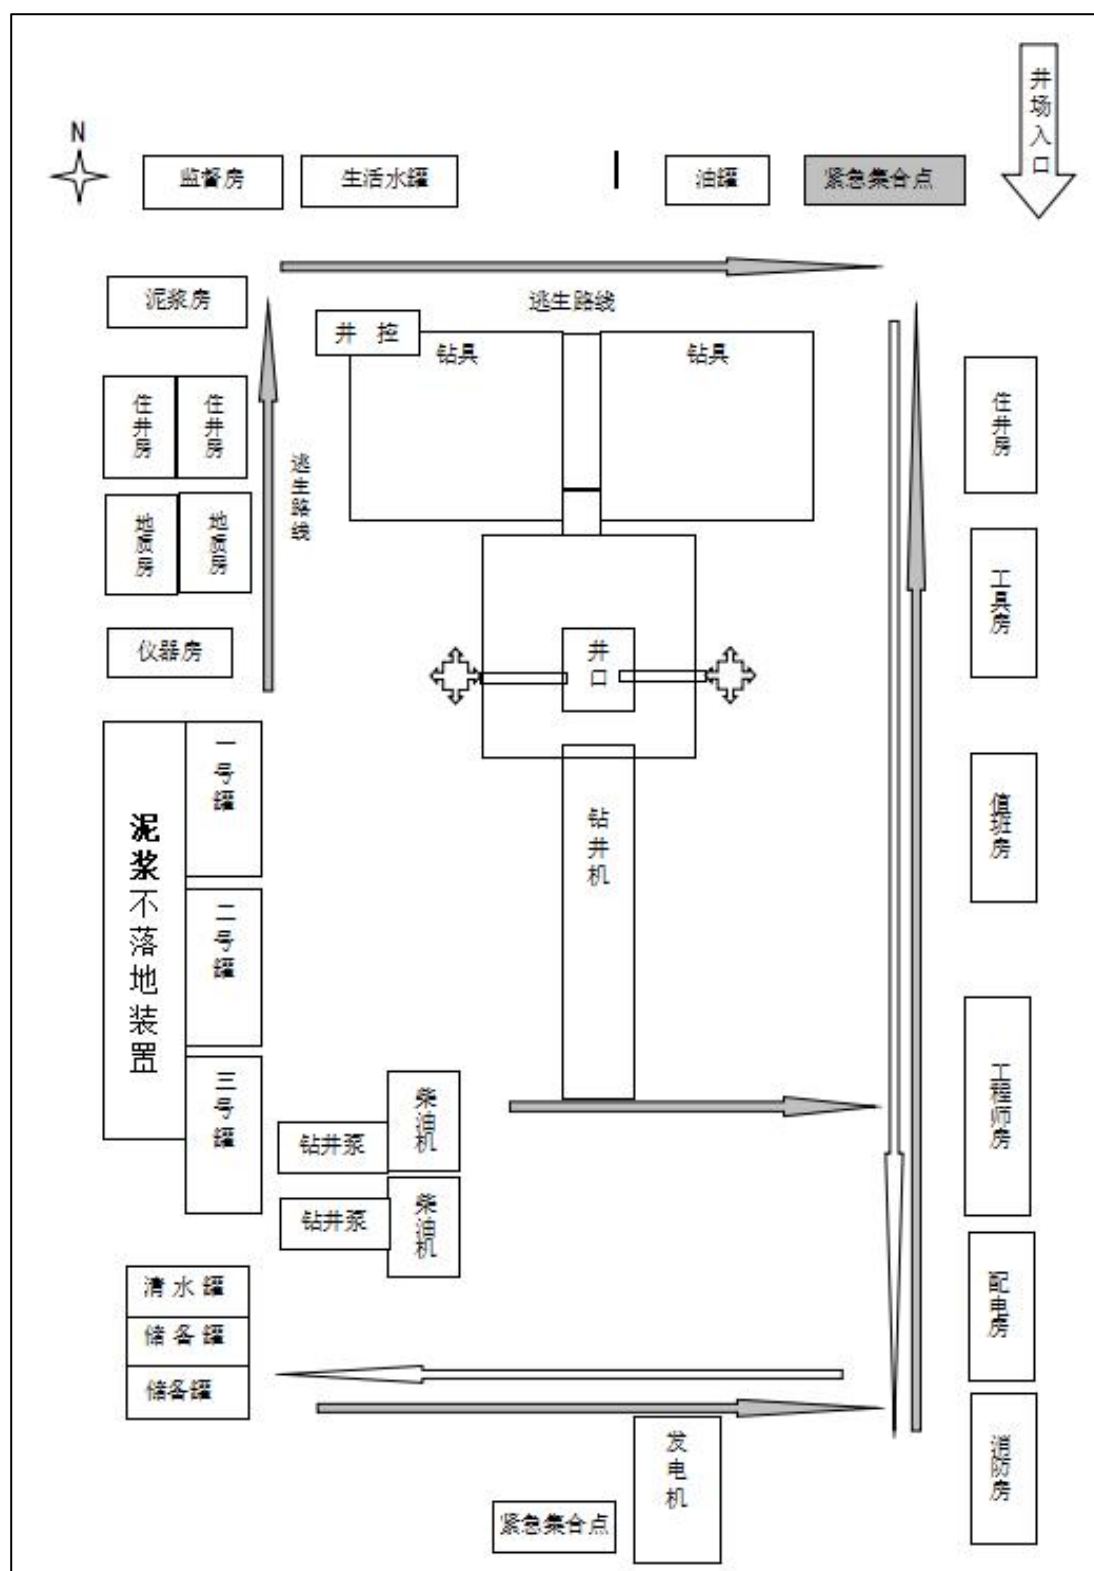 井场入口
N
监督房
生活水罐
油罐
紧急集合点
泥浆房
逃生路线
井 控
钻具
钻具
住井房
住井房
住井房
逃生路线
地质房
地质房
工具房
仪器房
井口
一号罐
值班房
泥浆不落地装置
钻井机
二号罐
三号罐
工程师房
柴油机
钻井泵
柴油机
钻井泵
清水罐
储备罐
储备罐
配电房
发电机
消防房
紧急集合点